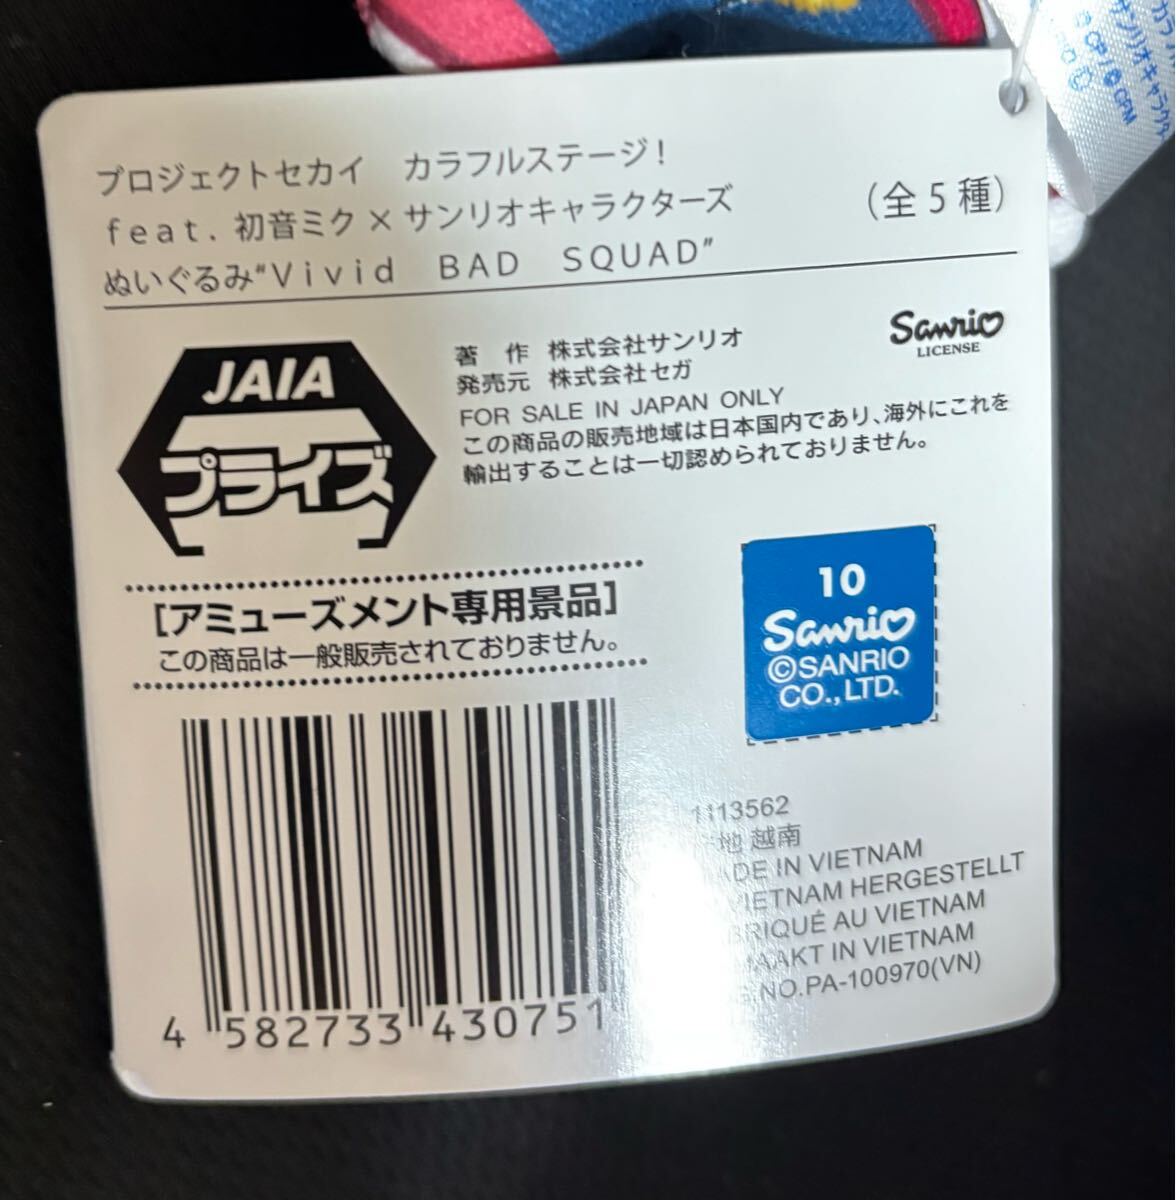 プロジェクトセカイ　カラフルステージ！
feat. 初音ミク × サンリオキャラクターズ
ぬいぐるみ"Vivid BAD SQUAD"
（全5種）
JAIA
プライズ
著　作　株式会社サンリオ
発売元　株式会社セガ
FOR SALE IN JAPAN ONLY
この商品の販売地域は日本国内であり、海外にこれを
輸出することは一切認められておりません。
Sanrio
LICENSE
[アミューズメント専用景品]
この商品は一般販売されておりません。
10
Sanrio
©SANRIO
CO.,LTD.
4 582733 430751
1113562
地 越南
MADE IN VIETNAM
VIETNAM HERGESTELLT
FABRIQUÉ AU VIETNAM
GEMAAKT IN VIETNAM
NO.PA-100970(VN)